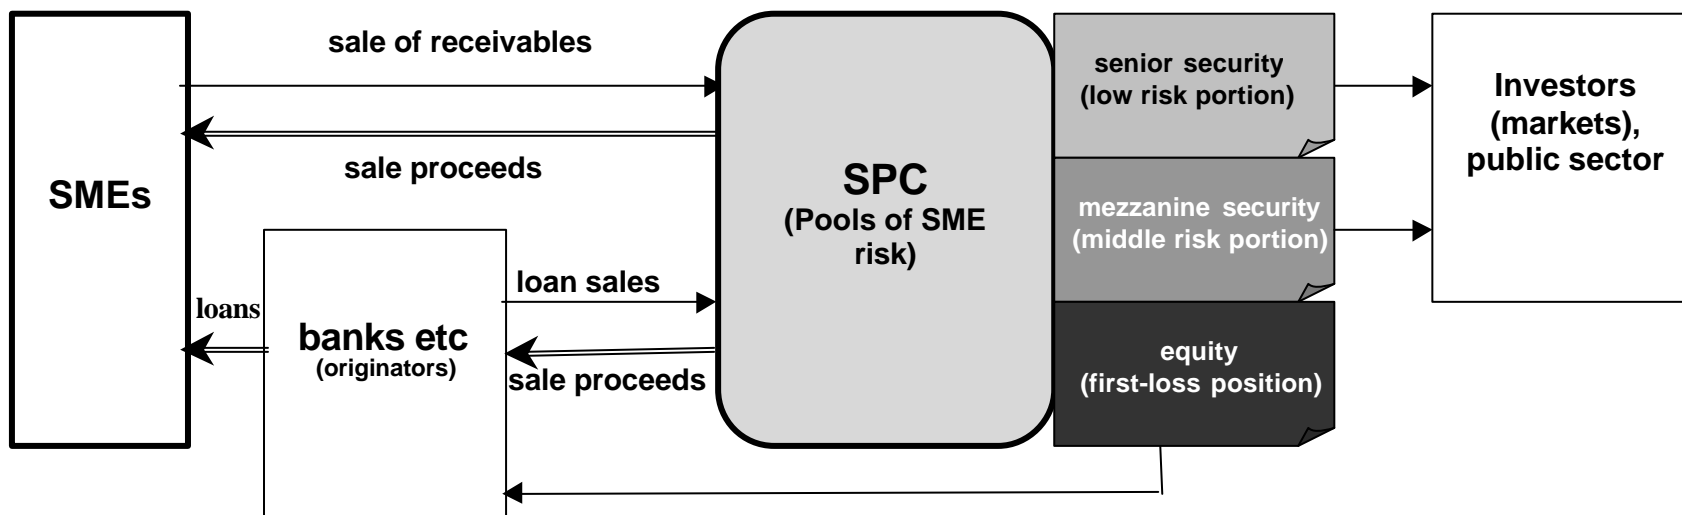 sale of receivables
sale proceeds
SMEs
loans
banks etc
(originators)
loan sales
sale proceeds
SPC
(Pools of SME
risk)
senior security
(low risk portion)
mezzanine security
(middle risk portion)
equity
(first-loss position)
Investors
(markets),
public sector